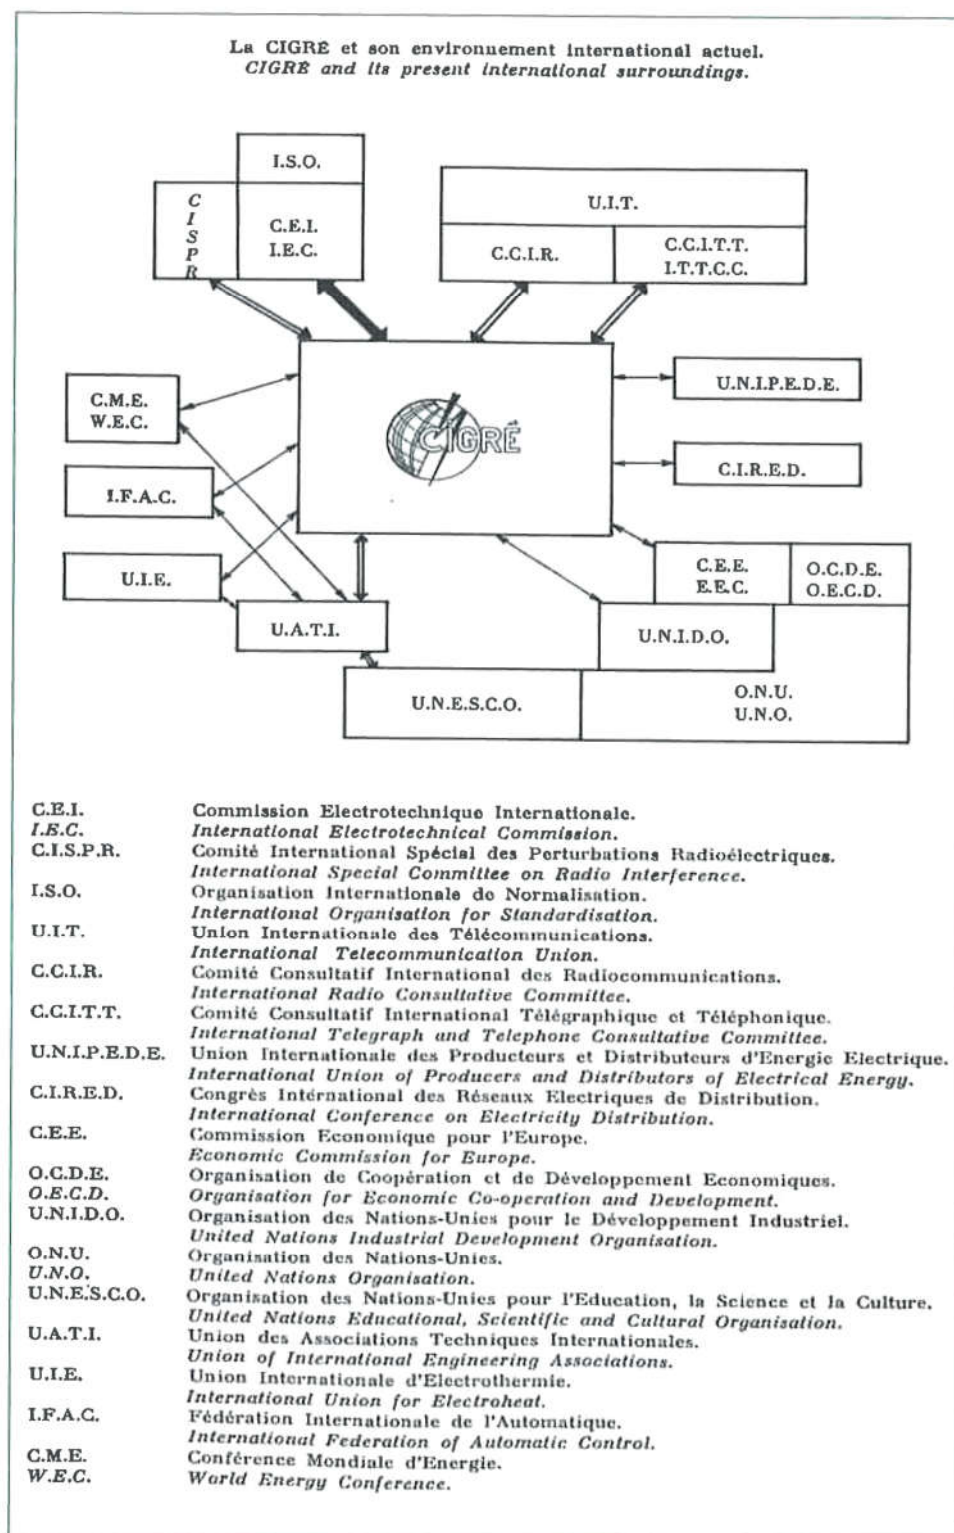 La CIGRÉ et son environnement international actuel.
CIGRÉ and its present international surroundings.
I.S.O.
CISPR
C.E.I.
I.E.C.
U.I.T.
C.C.I.R.
C.C.I.T.T.
I.T.T.C.C.
C.M.E.
W.E.C.
CIGRÉ
U.N.I.P.E.D.E.
C.I.R.E.D.
I.F.A.C.
U.I.E.
C.E.E.
E.E.C.
O.C.D.E.
O.E.C.D.
U.A.T.I.
U.N.I.D.O.
U.N.E.S.C.O.
O.N.U.
U.N.O.
C.E.I. Commission Electrotechnique Internationale.
I.E.C. International Electrotechnical Commission.
C.I.S.P.R. Comité International Spécial des Perturbations Radioélectriques.
International Special Committee on Radio Interference.
I.S.O. Organisation Internationale de Normalisation.
International Organisation for Standardisation.
U.I.T. Union Internationale des Télécommunications.
International Telecommunication Union.
C.C.I.R. Comité Consultatif International des Radiocommunications.
International Radio Consultative Committee.
C.C.I.T.T. Comité Consultatif International Télégraphique et Téléphonique.
International Telegraph and Telephone Consultative Committee.
U.N.I.P.E.D.E. Union Internationale des Producteurs et Distributeurs d'Energie Electrique.
International Union of Producers and Distributors of Electrical Energy.
C.I.R.E.D. Congrès International des Réseaux Electriques de Distribution.
International Conference on Electricity Distribution.
C.E.E. Commission Economique pour l'Europe.
Economic Commission for Europe.
O.C.D.E. Organisation de Coopération et de Développement Economiques.
O.E.C.D. Organisation for Economic Co-operation and Development.
U.N.I.D.O. Organisation des Nations-Unies pour le Développement Industriel.
United Nations Industrial Development Organisation.
O.N.U. Organisation des Nations-Unies.
U.N.O. United Nations Organisation.
U.N.E.S.C.O. Organisation des Nations-Unies pour l'Education, la Science et la Culture.
United Nations Educational, Scientific and Cultural Organisation.
U.A.T.I. Union des Associations Techniques Internationales.
Union of International Engineering Associations.
U.I.E. Union Internationale d'Electrothermie.
International Union for Electroheat.
I.F.A.C. Fédération Internationale de l'Automatique.
International Federation of Automatic Control.
C.M.E. Conférence Mondiale d'Energie.
W.E.C. World Energy Conference.